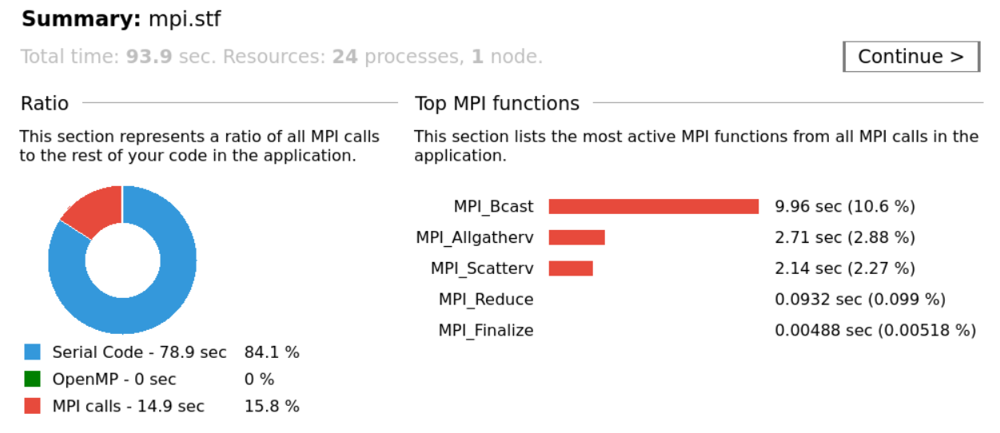 Summary: mpi.stf
Total time: 93.9 sec. Resources: 24 processes, 1 node.
Continue >
Ratio
This section represents a ratio of all MPI calls
to the rest of your code in the application.
Serial Code - 78.9 sec 84.1 %
OpenMP - 0 sec 0 %
MPI calls - 14.9 sec 15.8 %
Top MPI functions
This section lists the most active MPI functions from all MPI calls in the
application.
MPI_Bcast 9.96 sec (10.6 %)
MPI_Allgatherv 2.71 sec (2.88 %)
MPI_Scatterv 2.14 sec (2.27 %)
MPI_Reduce 0.0932 sec (0.099 %)
MPI_Finalize 0.00488 sec (0.00518 %)